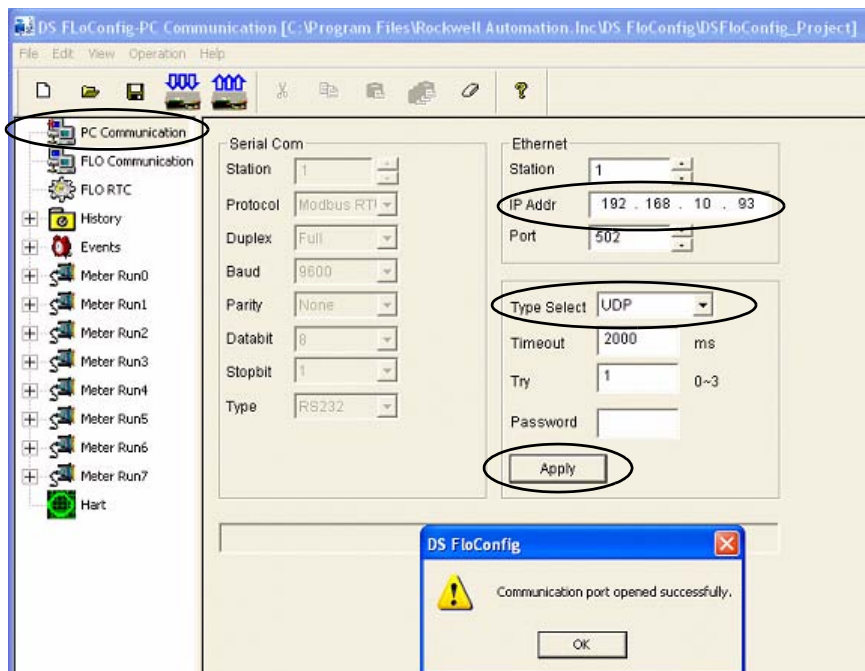 DS FLoConfig-PC Communication [C:\Program Files\Rockwell Automation.Inc\DS FloConfig\DSFloConfig_Project]
File Edit View Operation Help
PC Communication
FLO Communication
FLO RTC
History
Events
Meter Run0
Meter Run1
Meter Run2
Meter Run3
Meter Run4
Meter Run5
Meter Run6
Meter Run7
Hart
Serial Com
Station 1
Protocol Modbus RTU
Duplex Full
Baud 9600
Parity None
Databit 8
Stopbit 1
Type RS232
Ethernet
Station 1
IP Addr 192 . 168 . 10 . 93
Port 502
Type Select UDP
Timeout 2000 ms
Try 1 0~3
Password
Apply
DS FloConfig
Communication port opened successfully.
OK